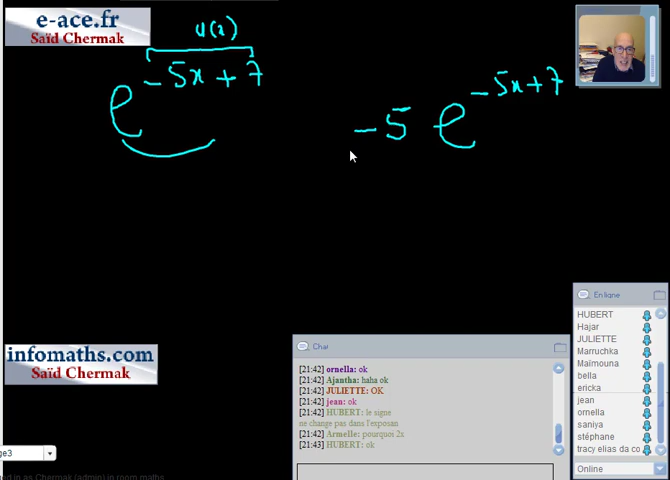 e-ace.fr
Saïd Chermak
u(x)
e^-5x+7
-5 e^-5x+7
infomaths.com
Saïd Chermak
ge3
ed in as Chermak (admin) in room maths
Chat
[21:42] ornella: ok
[21:42] Ajantha: haha ok
[21:42] JULIETTE: OK
[21:42] jean: ok
[21:42] HUBERT: le signe
ne change pas dans l'exposan
[21:42] Armelle: pourquoi 2x
[21:43] HUBERT: ok
En ligne
HUBERT
Hajar
JULIETTE
Marruchka
Maïmouna
bella
ericka
jean
ornella
saniya
stéphane
tracy elias da co
Online